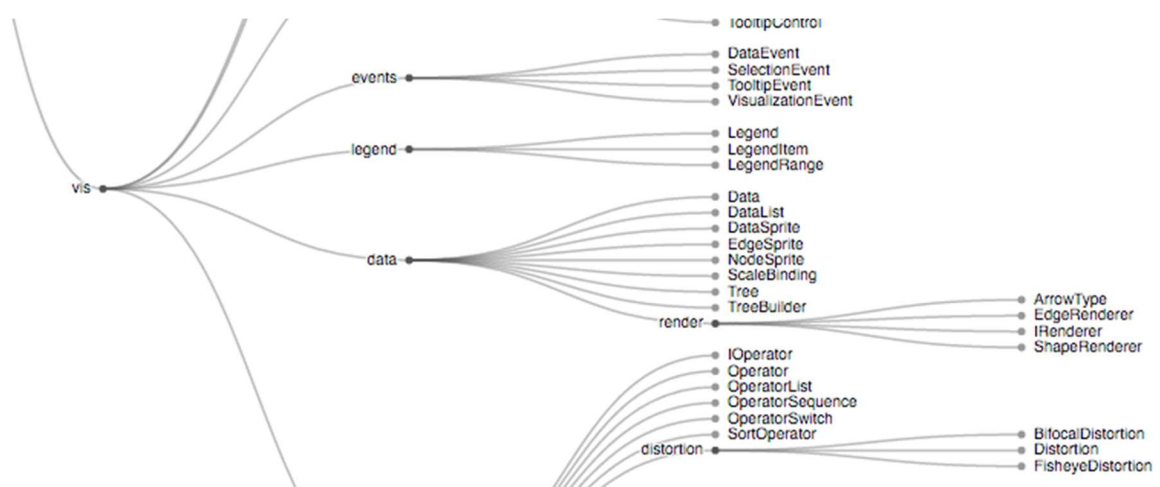 TooltipControl
DataEvent
events
SelectionEvent
TooltipEvent
VisualizationEvent
Legend
legend
LegendItem
LegendRange
vis
Data
DataList
DataSprite
EdgeSprite
data
NodeSprite
ScaleBinding
Tree
TreeBuilder
render
ArrowType
EdgeRenderer
IRenderer
ShapeRenderer
IOperator
Operator
OperatorList
OperatorSequence
OperatorSwitch
SortOperator
distortion
BifocalDistortion
Distortion
FisheyeDistortion